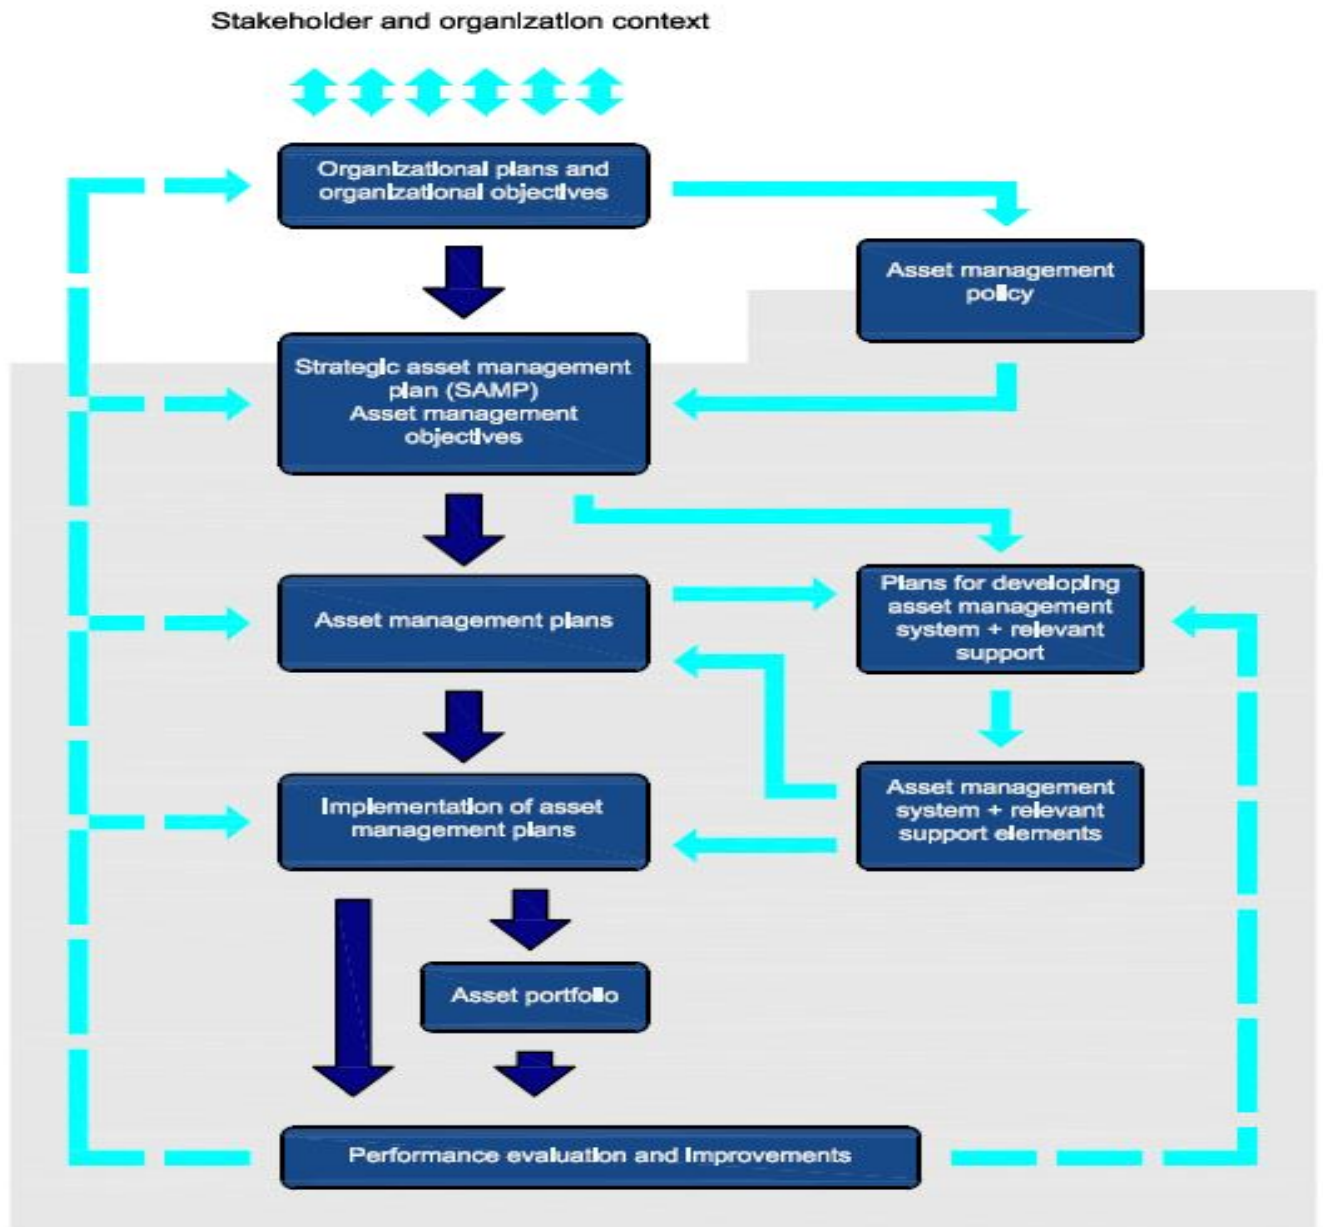 Stakeholder and organization context
Organizational plans and
organizational objectives
Asset management
policy
Strategic asset management
plan (SAMP)
Asset management
objectives
Asset management plans
Plans for developing
asset management
system + relevant
support
Implementation of asset
management plans
Asset management
system + relevant
support elements
Asset portfolio
Performance evaluation and Improvements